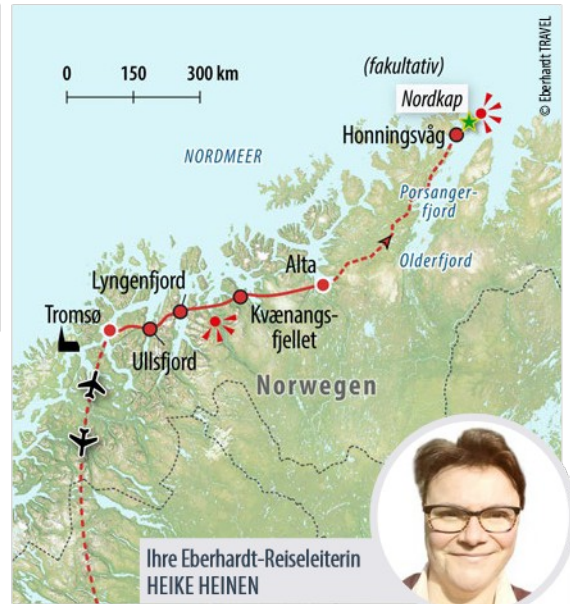 0 150 300 km
(fakultativ)
Nordkap
Honningsvåg
NORDMEER
Porsanger-
fjord
Alta
Olderfjord
Lyngenfjord
Tromsø
Kvænangs-
fjellet
Ullsfjord
Norwegen
Ihre Eberhardt-Reiseleiterin
HEIKE HEINEN
© Eberhardt TRAVEL